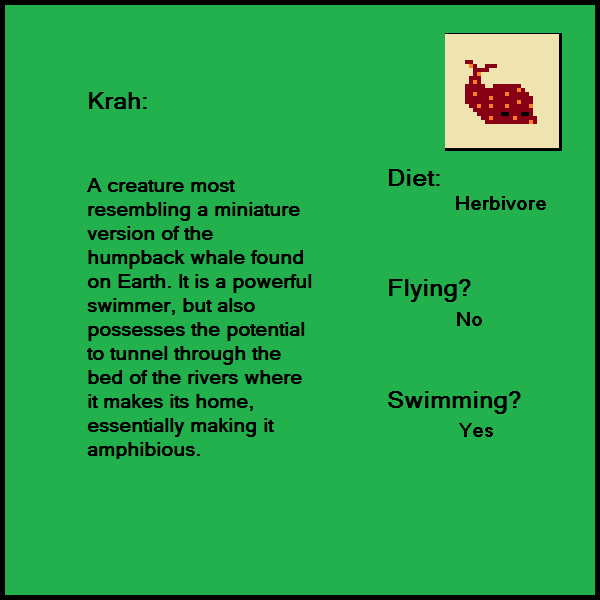 Krah:
A creature most
resembling a miniature
version of the
humpback whale found
on Earth. It is a powerful
swimmer, but also
possesses the potential
to tunnel through the
bed of the rivers where
it makes its home,
essentially making it
amphibious.
Diet:
Herbivore
Flying?
No
Swimming?
Yes